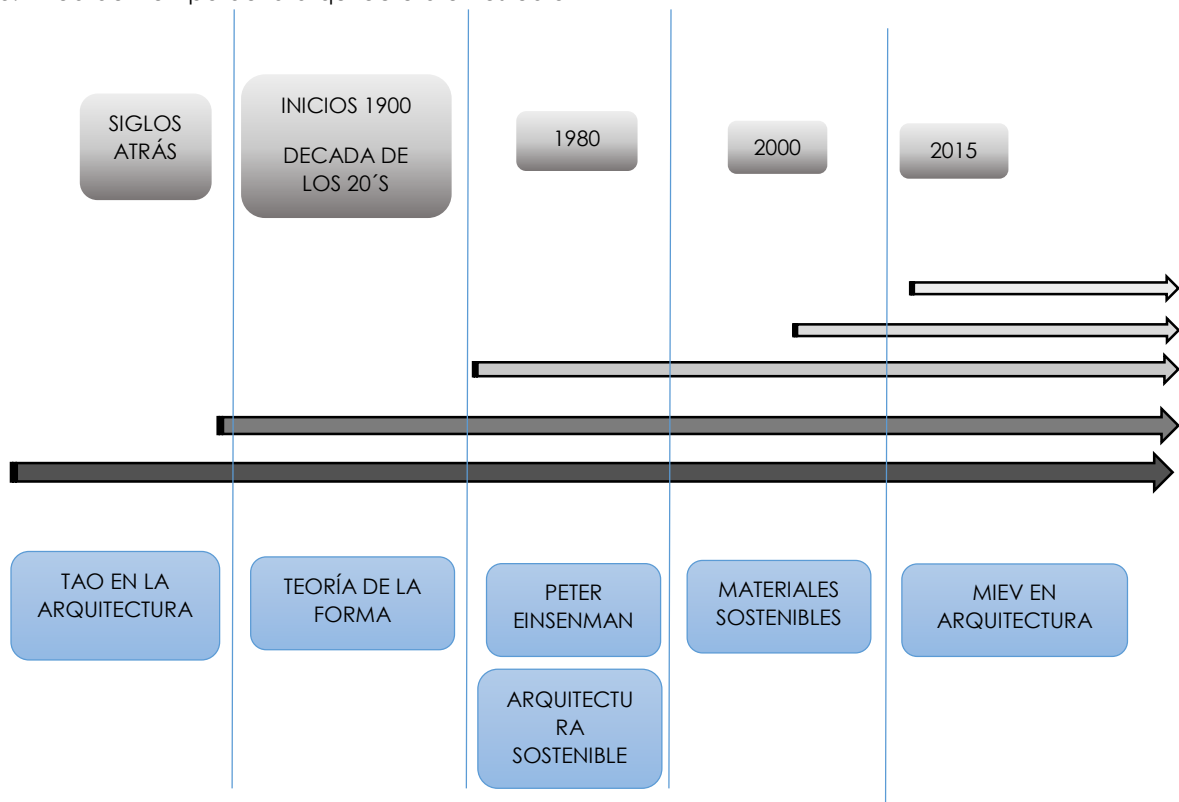 SIGLOS
ATRÁS
INICIOS 1900
DECADA DE
LOS 20´S
1980
2000
2015
TAO EN LA
ARQUITECTURA
TEORÍA DE LA
FORMA
PETER
EINSENMAN
MATERIALES
SOSTENIBLES
MIEV EN
ARQUITECTURA
ARQUITECTU
RA
SOSTENIBLE